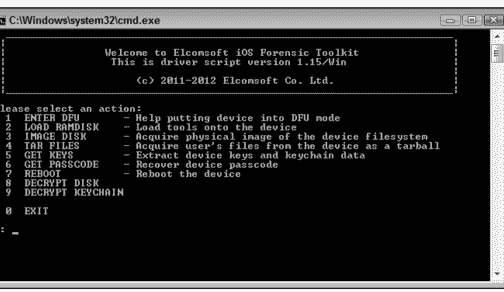 C:\Windows\system32\cmd.exe
Welcome to Elcomsoft iOS Forensic Toolkit
This is driver script version 1.15/Win
(c) 2011-2012 Elcomsoft Co. Ltd.
lease select an action:
1 ENTER DFU - Help putting device into DFU mode
2 LOAD RAMDISK - Load tools onto the device
3 IMAGE DISK - Acquire physical image of the device filesystem
4 TAR FILES - Acquire user's files from the device as a tarball
5 GET KEYS - Extract device keys and keychain data
6 GET PASSCODE - Recover device passcode
7 REBOOT - Reboot the device
8 DECRYPT DISK
9 DECRYPT KEYCHAIN
0 EXIT
: _